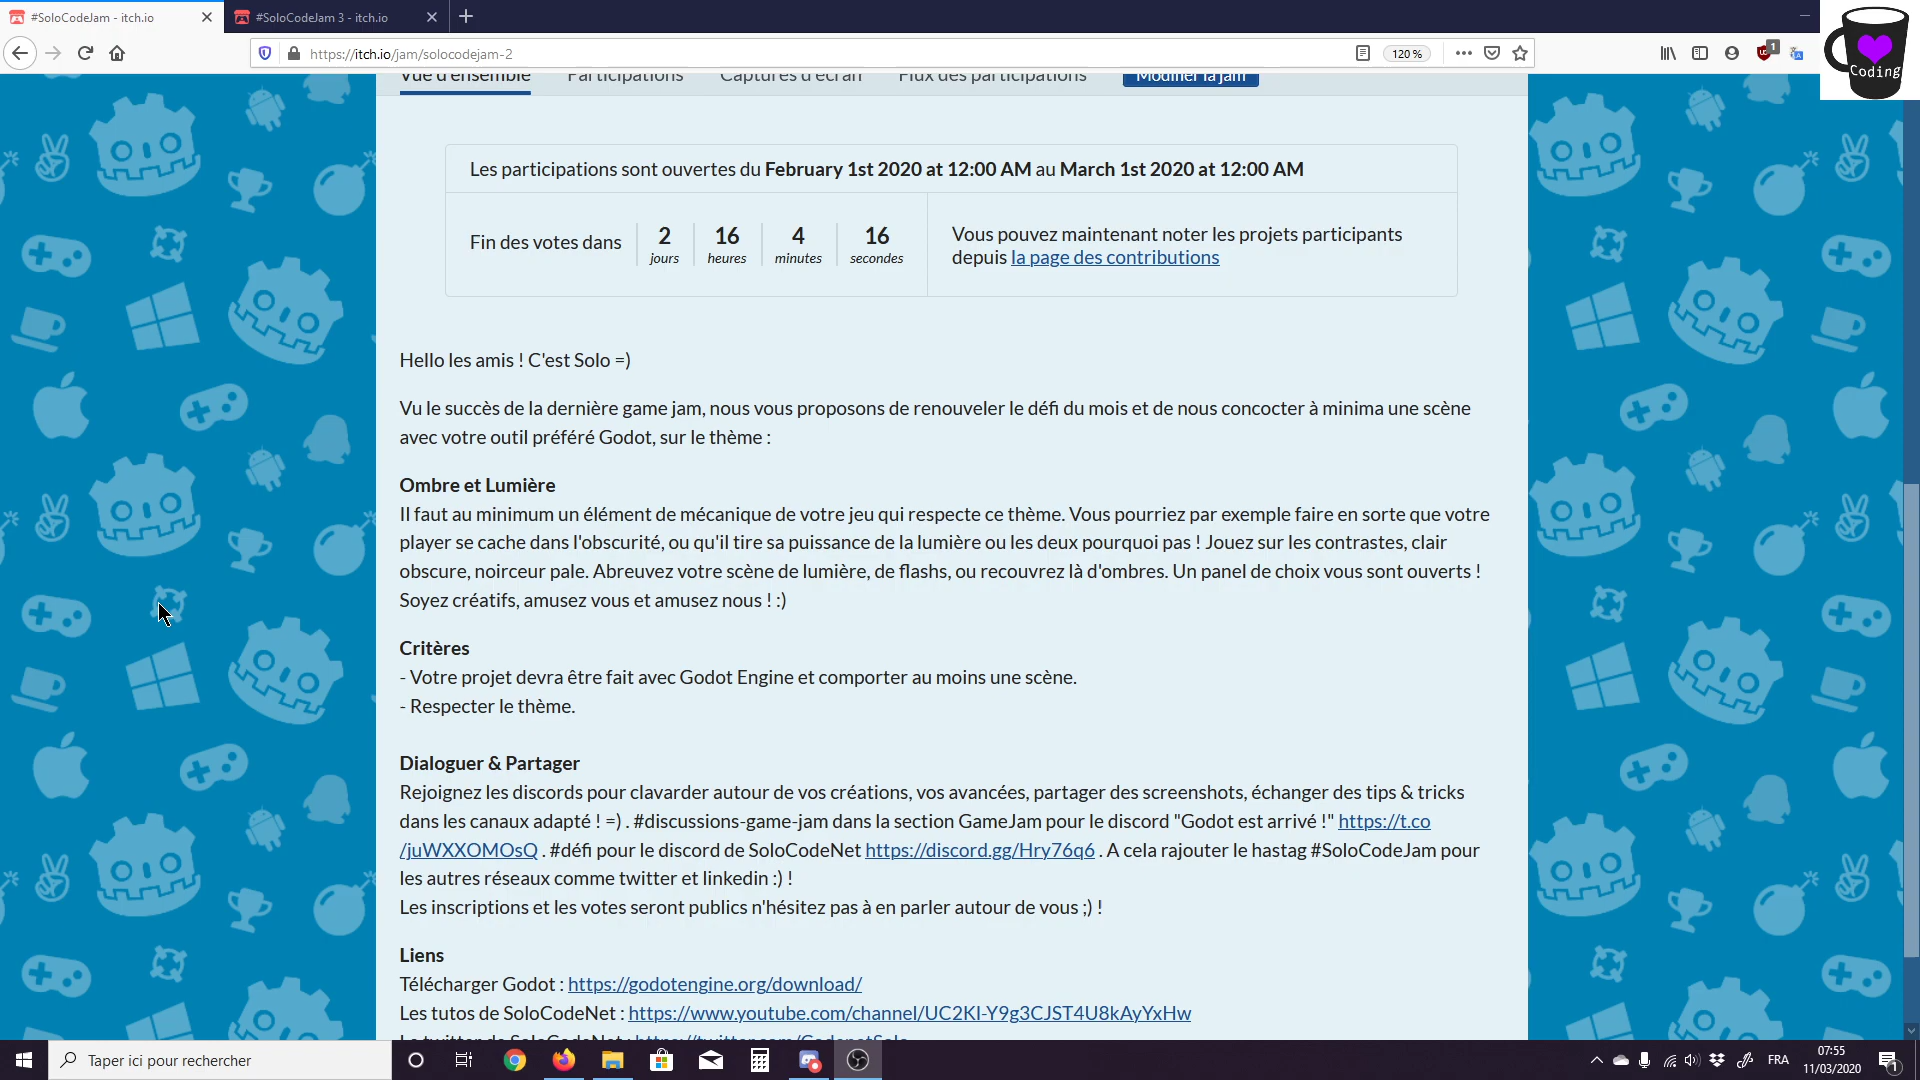 #SoloCodeJam - itch.io
#SoloCodeJam 3 - itch.io
https://itch.io/jam/solocodejam-2
120 %
1
Coding
Vue d'ensemble
Participations
Captures d'écran
Flux des participations
Modifier la jam
Les participations sont ouvertes du February 1st 2020 at 12:00 AM au March 1st 2020 at 12:00 AM
Fin des votes dans
2 jours
16 heures
4 minutes
16 secondes
Vous pouvez maintenant noter les projets participants
depuis la page des contributions
Hello les amis ! C'est Solo =)
Vu le succès de la dernière game jam, nous vous proposons de renouveler le défi du mois et de nous concocter à minima une scène
avec votre outil préféré Godot, sur le thème :
Ombre et Lumière
Il faut au minimum un élément de mécanique de votre jeu qui respecte ce thème. Vous pourriez par exemple faire en sorte que votre
player se cache dans l'obscurité, ou qu'il tire sa puissance de la lumière ou les deux pourquoi pas ! Jouez sur les contrastes, clair
obscure, noirceur pale. Abreuvez votre scène de lumière, de flashs, ou recouvrez là d'ombres. Un panel de choix vous sont ouverts !
Soyez créatifs, amusez vous et amusez nous ! :)
Critères
- Votre projet devra être fait avec Godot Engine et comporter au moins une scène.
- Respecter le thème.
Dialoguer & Partager
Rejoignez les discords pour clavarder autour de vos créations, vos avancées, partager des screenshots, échanger des tips & tricks
dans les canaux adapté ! =) . #discussions-game-jam dans la section GameJam pour le discord "Godot est arrivé !" https://t.co
/juWXXOMOsQ . #défi pour le discord de SoloCodeNet https://discord.gg/Hry76q6 . A cela rajouter le hastag #SoloCodeJam pour
les autres réseaux comme twitter et linkedin :) !
Les inscriptions et les votes seront publics n'hésitez pas à en parler autour de vous ;) !
Liens
Télécharger Godot : https://godotengine.org/download/
Les tutos de SoloCodeNet : https://www.youtube.com/channel/UC2KI-Y9g3CJST4U8kAyYxHw
Le twitter de SoloCodeNet : https://twitter.com/CodenetSolo
Taper ici pour rechercher
FRA
07:55
11/03/2020
1